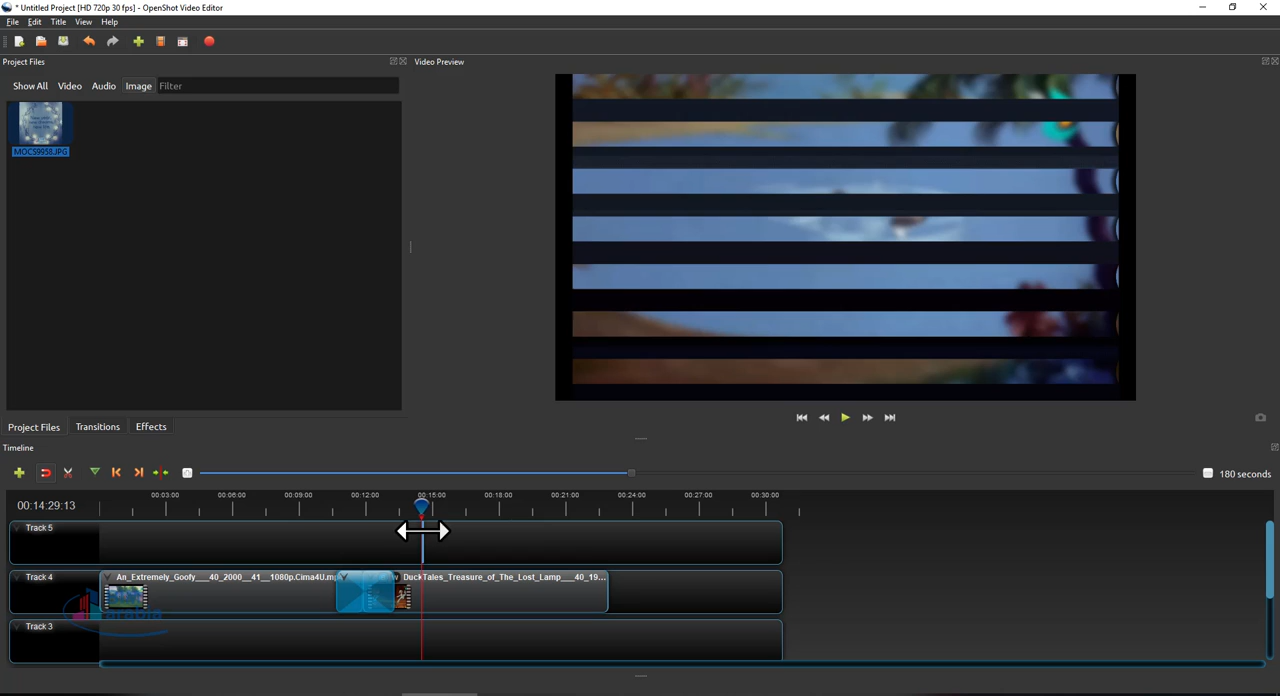 * Untitled Project [HD 720p 30 fps] - OpenShot Video Editor
File Edit Title View Help
Project Files
Video Preview
Show All Video Audio Image Filter
MOCS9958.JPG
Project Files Transitions Effects
Timeline
180 seconds
00:14:29:13
00:03:00 00:06:00 00:09:00 00:12:00 00:15:00 00:18:00 00:21:00 00:24:00 00:27:00 00:30:00
Track 5
Track 4
An_Extremely_Goofy___40_2000__41__1080p.Cima4U.m
DuckTales_Treasure_of_The_Lost_Lamp___40_19...
arabia
Track 3